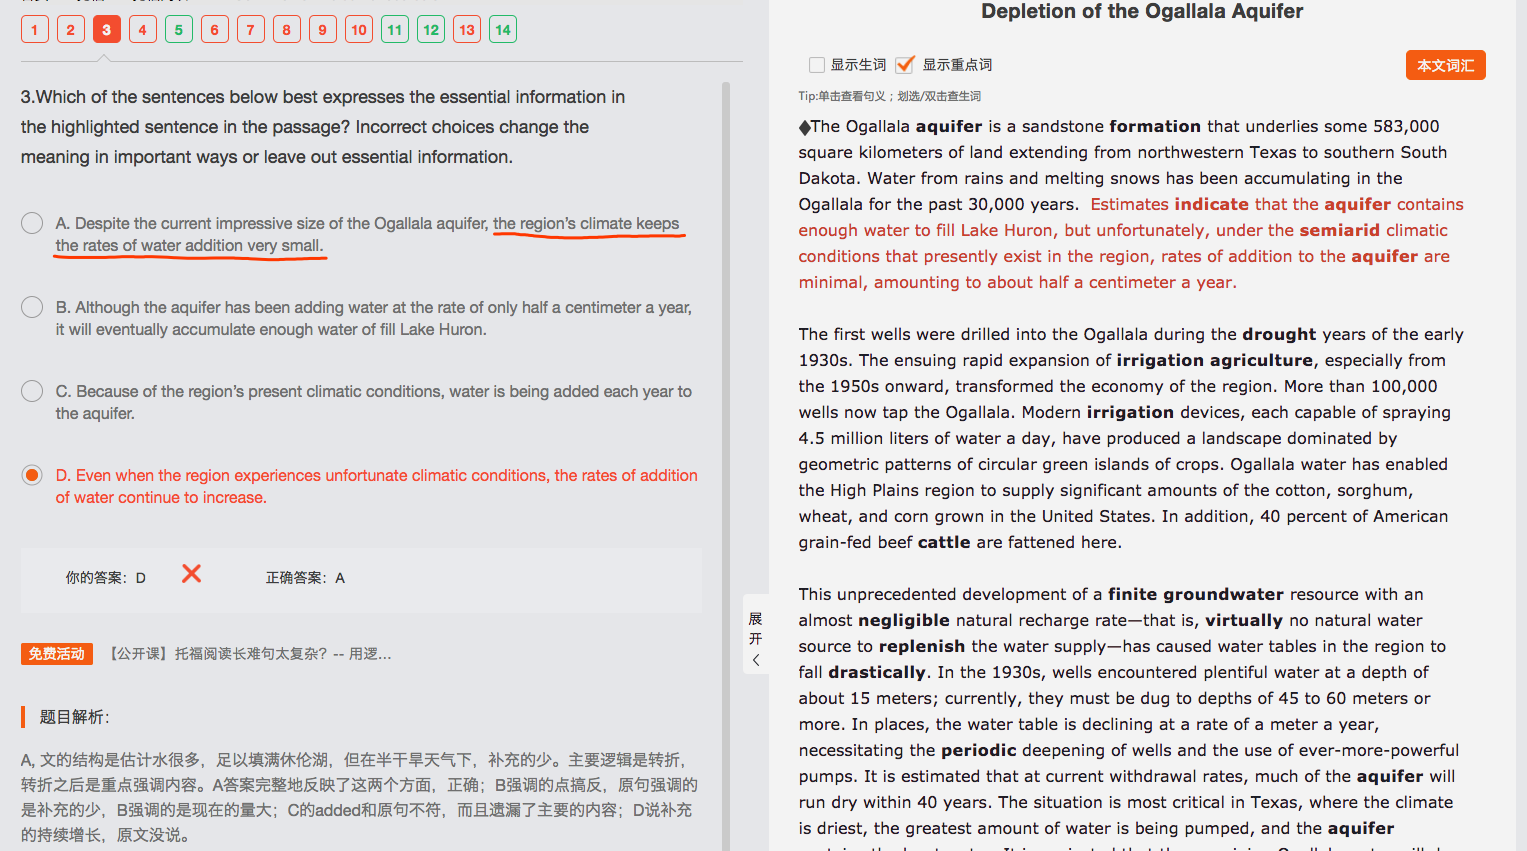 1 2 3 4 5 6 7 8 9 10 11 12 13 14
3.Which of the sentences below best expresses the essential information in
the highlighted sentence in the passage? Incorrect choices change the
meaning in important ways or leave out essential information.
A. Despite the current impressive size of the Ogallala aquifer, the region's climate keeps
the rates of water addition very small.
B. Although the aquifer has been adding water at the rate of only half a centimeter a year,
it will eventually accumulate enough water of fill Lake Huron.
C. Because of the region's present climatic conditions, water is being added each year to
the aquifer.
D. Even when the region experiences unfortunate climatic conditions, the rates of addition
of water continue to increase.
你的答案：D 正确答案：A
免费活动 【公开课】托福阅读长难句太复杂？-- 用逻...
题目解析：
A, 文的结构是估计水很多，足以填满休伦湖，但在半干旱天气下，补充的少。主要逻辑是转折，
转折之后是重点强调内容。A答案完整地反映了这两个方面，正确；B强调的点搞反，原句强调的
是补充的少，B强调的是现在的量大；C的added和原句不符，而且遗漏了主要的内容；D说补充
的持续增长，原文没说。
展
开
Depletion of the Ogallala Aquifer
显示生词 显示重点词 本文词汇
Tip:单击查看句义；划选/双击查生词
The Ogallala aquifer is a sandstone formation that underlies some 583,000
square kilometers of land extending from northwestern Texas to southern South
Dakota. Water from rains and melting snows has been accumulating in the
Ogallala for the past 30,000 years. Estimates indicate that the aquifer contains
enough water to fill Lake Huron, but unfortunately, under the semiarid climatic
conditions that presently exist in the region, rates of addition to the aquifer are
minimal, amounting to about half a centimeter a year.
The first wells were drilled into the Ogallala during the drought years of the early
1930s. The ensuing rapid expansion of irrigation agriculture, especially from
the 1950s onward, transformed the economy of the region. More than 100,000
wells now tap the Ogallala. Modern irrigation devices, each capable of spraying
4.5 million liters of water a day, have produced a landscape dominated by
geometric patterns of circular green islands of crops. Ogallala water has enabled
the High Plains region to supply significant amounts of the cotton, sorghum,
wheat, and corn grown in the United States. In addition, 40 percent of American
grain-fed beef cattle are fattened here.
This unprecedented development of a finite groundwater resource with an
almost negligible natural recharge rate—that is, virtually no natural water
source to replenish the water supply—has caused water tables in the region to
fall drastically. In the 1930s, wells encountered plentiful water at a depth of
about 15 meters; currently, they must be dug to depths of 45 to 60 meters or
more. In places, the water table is declining at a rate of a meter a year,
necessitating the periodic deepening of wells and the use of ever-more-powerful
pumps. It is estimated that at current withdrawal rates, much of the aquifer will
run dry within 40 years. The situation is most critical in Texas, where the climate
is driest, the greatest amount of water is being pumped, and the aquifer